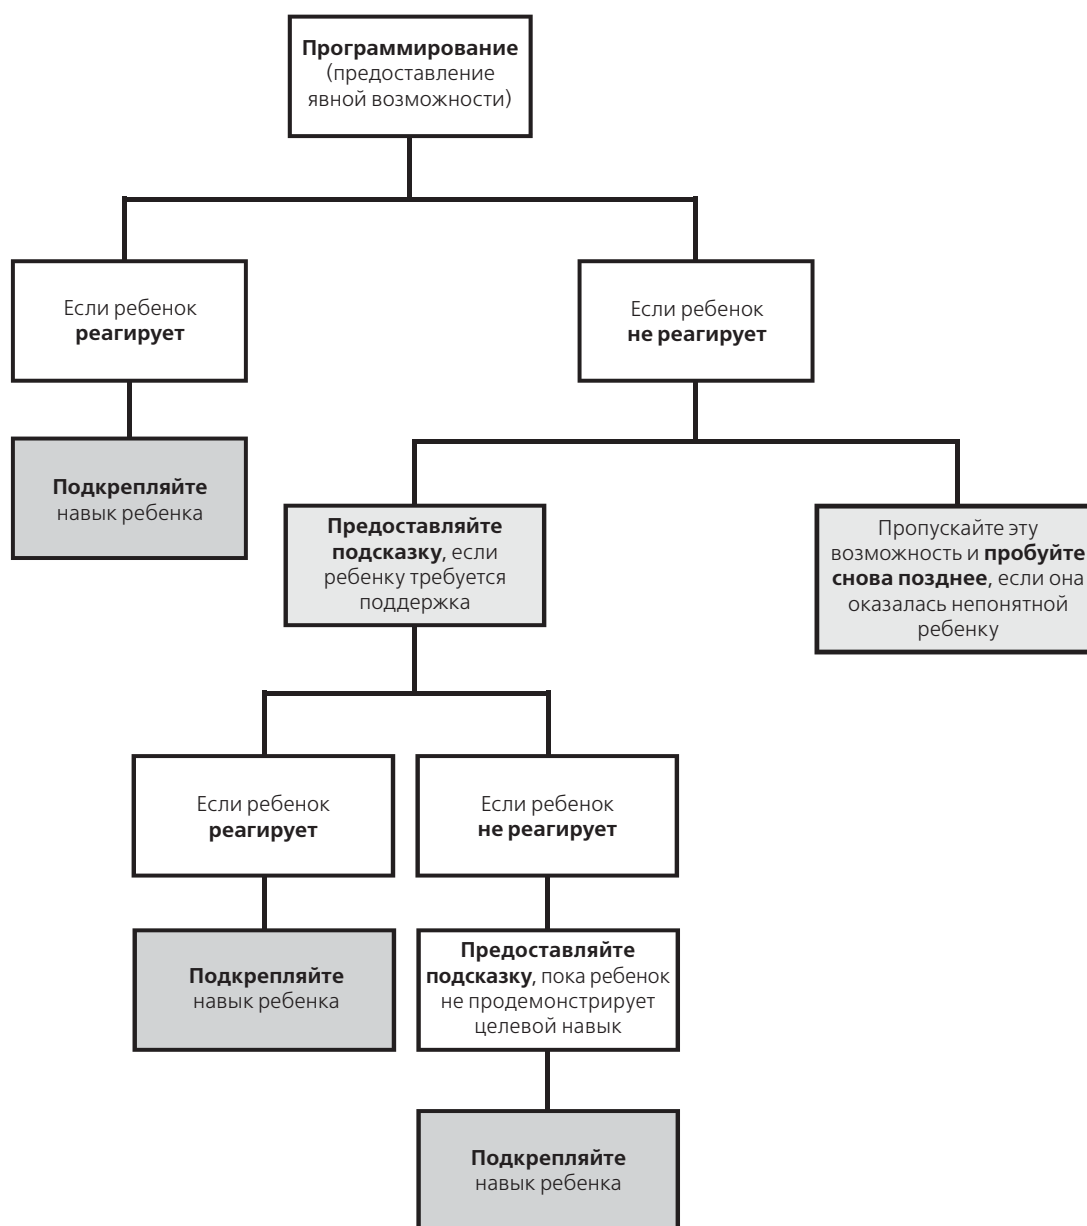 Программирование
(предоставление
явной возможности)
Если ребенок
реагирует
Если ребенок
не реагирует
Подкрепляйте
навык ребенка
Предоставляйте
подсказку, если
ребенку требуется
поддержка
Пропускайте эту
возможность и пробуйте
снова позднее, если она
оказалась непонятной
ребенку
Если ребенок
реагирует
Если ребенок
не реагирует
Подкрепляйте
навык ребенка
Предоставляйте
подсказку, пока ребенок
не продемонстрирует
целевой навык
Подкрепляйте
навык ребенка